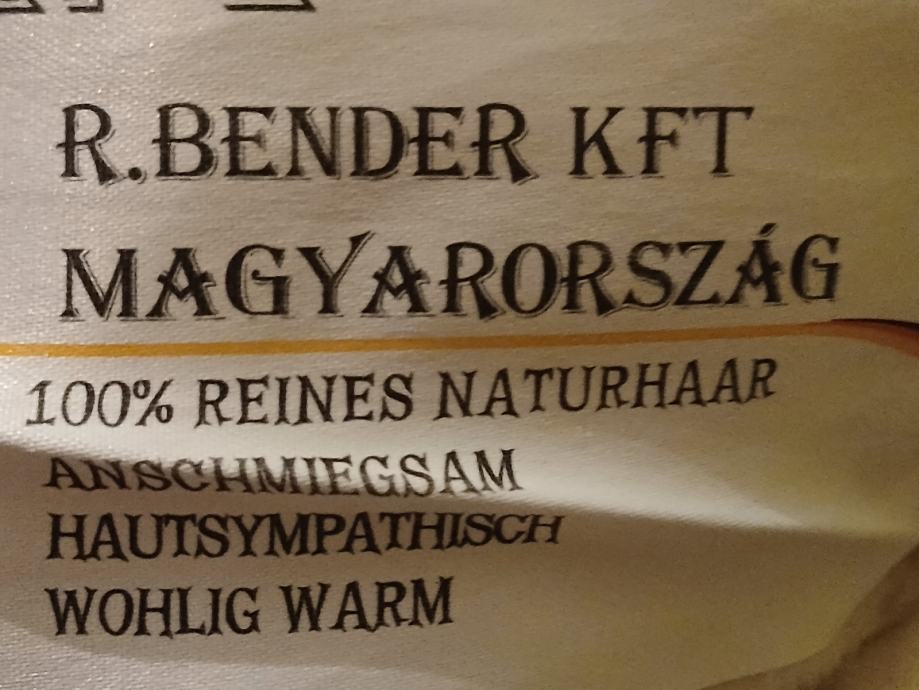 R.BENDER KFT
MAGYARORSZÁG
100% REINES NATURHAAR
ANSCHMIEGSAM
HAUTSYMPATHISCH
WOHLIG WARM